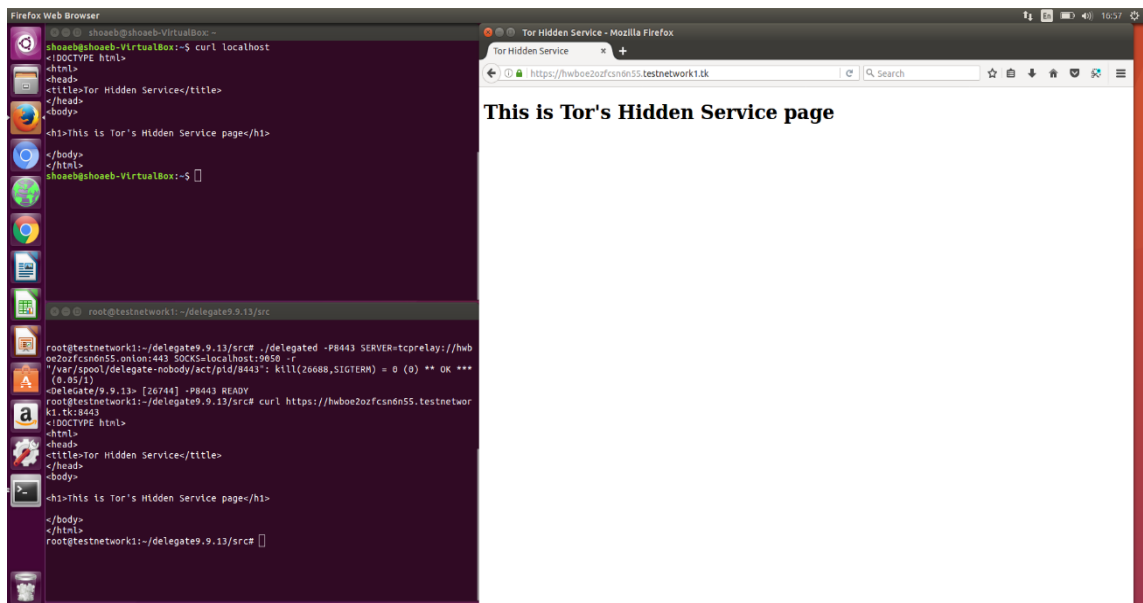 Firefox Web Browser
En
16:57
shoaeb@shoaeb-VirtualBox: ~
shoaeb@shoaeb-VirtualBox:~$ curl localhost
<!DOCTYPE html>
<html>
<head>
<title>Tor Hidden Service</title>
</head>
<body>
<h1>This is Tor's Hidden Service page</h1>
</body>
</html>
shoaeb@shoaeb-VirtualBox:~$
root@testnetwork1: ~/delegate9.9.13/src
root@testnetwork1:~/delegate9.9.13/src# ./delegated -P8443 SERVER=tcprelay://hwb
oe2ozfcsn6n55.onion:443 SOCKS=localhost:9050 -r
"/var/spool/delegate-nobody/act/pid/8443": kill(26688,SIGTERM) = 0 (0) ** OK ***
(0.05/1)
<DeleGate/9.9.13> [26744] -P8443 READY
root@testnetwork1:~/delegate9.9.13/src# curl https://hwboe2ozfcsn6n55.testnetwor
k1.tk:8443
<!DOCTYPE html>
<html>
<head>
<title>Tor Hidden Service</title>
</head>
<body>
<h1>This is Tor's Hidden Service page</h1>
</body>
</html>
root@testnetwork1:~/delegate9.9.13/src#
Tor Hidden Service - Mozilla Firefox
Tor Hidden Service
https://hwboe2ozfcsn6n55.testnetwork1.tk
Search
This is Tor's Hidden Service page